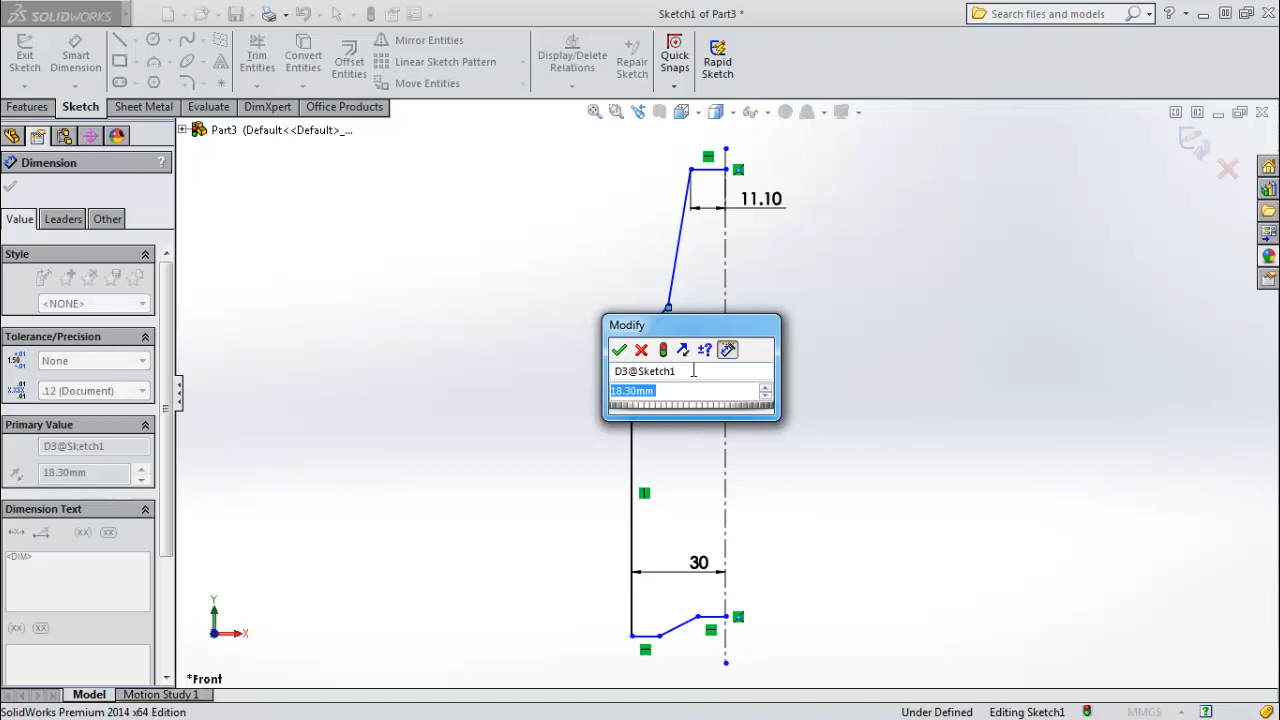 SOLIDWORKS
Sketch1 of Part3 *
Search files and models
Exit Sketch
Smart Dimension
Trim Entities
Convert Entities
Offset Entities
Mirror Entities
Linear Sketch Pattern
Move Entities
Display/Delete Relations
Repair Sketch
Quick Snaps
Rapid Sketch
Features
Sketch
Sheet Metal
Evaluate
DimXpert
Office Products
Part3 (Default<<Default>_...
Dimension
?
Value
Leaders
Other
Style
<NONE>
Tolerance/Precision
None
.12 (Document)
Primary Value
D3@Sketch1
18.30mm
Dimension Text
<DIM>
11.10
Modify
±?
D3@Sketch1
18.30mm
30
Y
X
*Front
Model
Motion Study 1
SolidWorks Premium 2014 x64 Edition
Under Defined
Editing Sketch1
MMGS